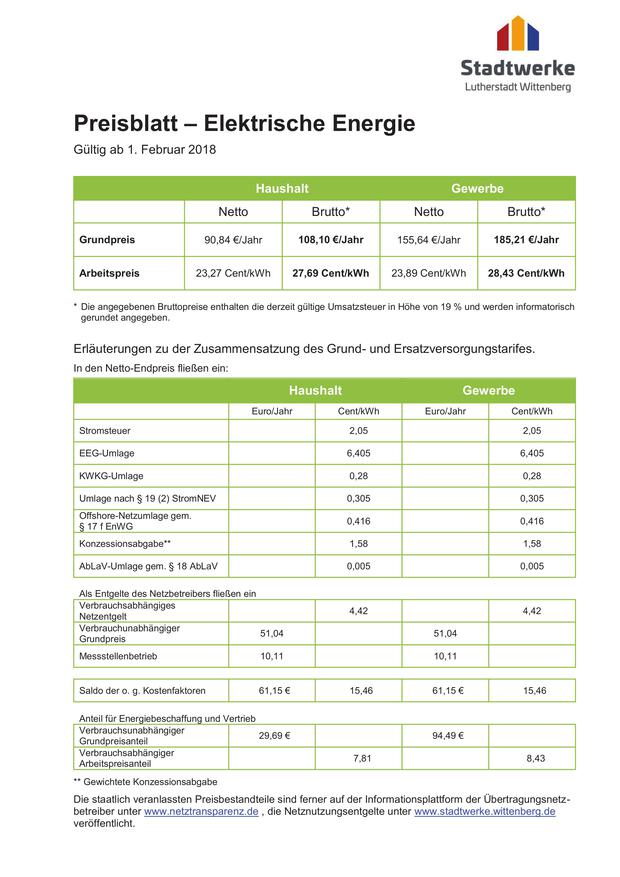 Stadtwerke
Lutherstadt Wittenberg
Preisblatt – Elektrische Energie
Gültig ab 1. Februar 2018
Haushalt Gewerbe
Netto Brutto* Netto Brutto*
Grundpreis 90,84 €/Jahr 108,10 €/Jahr 155,64 €/Jahr 185,21 €/Jahr
Arbeitspreis 23,27 Cent/kWh 27,69 Cent/kWh 23,89 Cent/kWh 28,43 Cent/kWh
* Die angegebenen Bruttopreise enthalten die derzeit gültige Umsatzsteuer in Höhe von 19 % und werden informatorisch
gerundet angegeben.
Erläuterungen zu der Zusammensatzung des Grund- und Ersatzversorgungstarifes.
In den Netto-Endpreis fließen ein:
Haushalt Gewerbe
Euro/Jahr Cent/kWh Euro/Jahr Cent/kWh
Stromsteuer 2,05 2,05
EEG-Umlage 6,405 6,405
KWKG-Umlage 0,28 0,28
Umlage nach § 19 (2) StromNEV 0,305 0,305
Offshore-Netzumlage gem.
§ 17 f EnWG 0,416 0,416
Konzessionsabgabe** 1,58 1,58
AbLaV-Umlage gem. § 18 AbLaV 0,005 0,005
Als Entgelte des Netzbetreibers fließen ein
Verbrauchsabhängiges
Netzentgelt 4,42 4,42
Verbrauchunabhängiger
Grundpreis 51,04 51,04
Messstellenbetrieb 10,11 10,11
Saldo der o. g. Kostenfaktoren 61,15 € 15,46 61,15 € 15,46
Anteil für Energiebeschaffung und Vertrieb
Verbrauchsunabhängiger
Grundpreisanteil 29,69 € 94,49 €
Verbrauchsabhängiger
Arbeitspreisanteil 7,81 8,43
** Gewichtete Konzessionsabgabe
Die staatlich veranlassten Preisbestandteile sind ferner auf der Informationsplattform der Übertragungsnetz-
betreiber unter www.netztransparenz.de , die Netznutzungsentgelte unter www.stadtwerke.wittenberg.de
veröffentlicht.